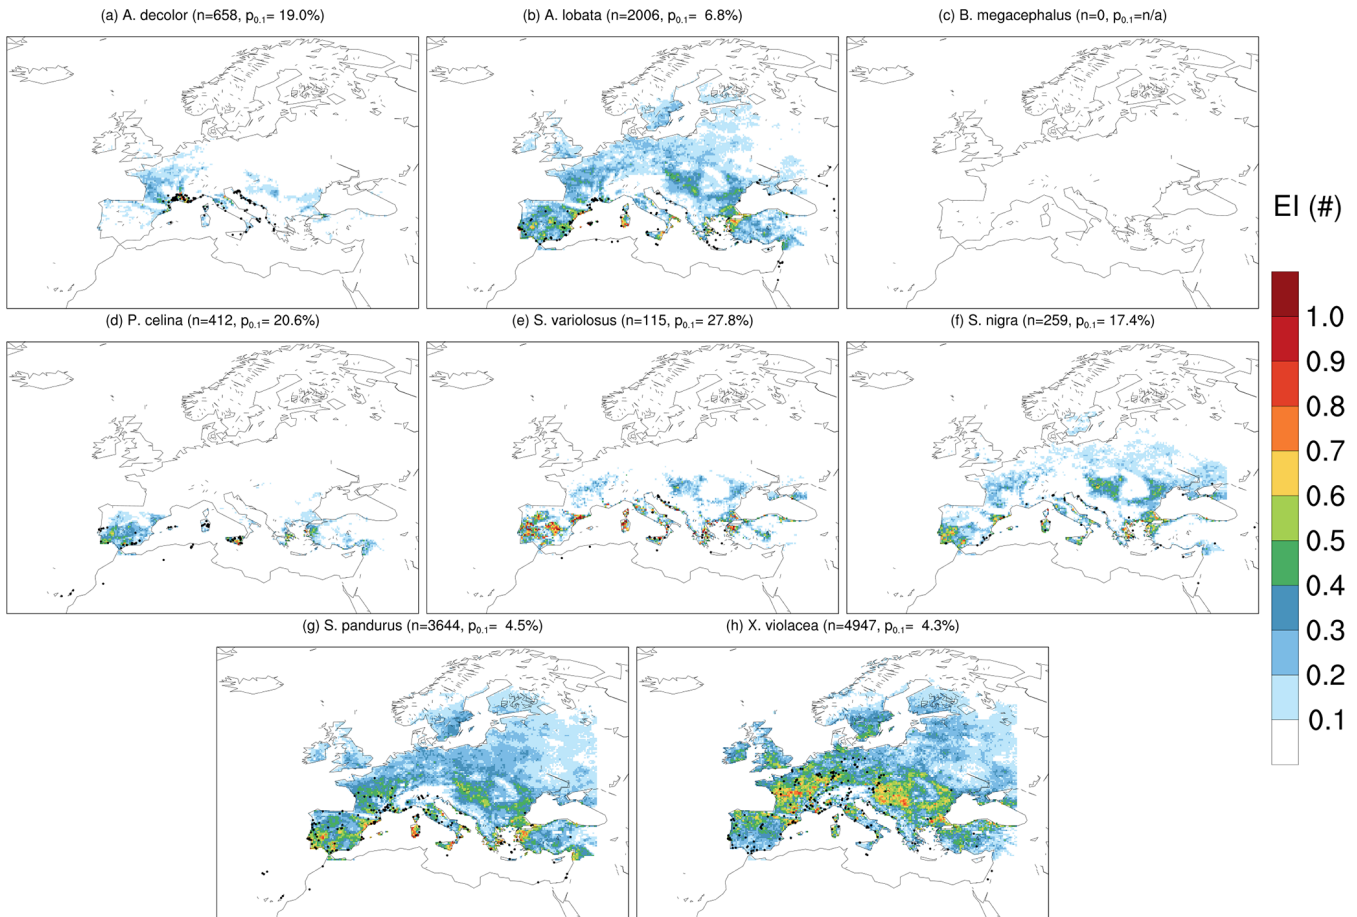 (a) A. decolor (n=658, p0.1= 19.0%)
(b) A. lobata (n=2006, p0.1= 6.8%)
(c) B. megacephalus (n=0, p0.1=n/a)
EI (#)
1.0
0.9
0.8
0.7
0.6
0.5
0.4
0.3
0.2
0.1
(d) P. celina (n=412, p0.1= 20.6%)
(e) S. variolosus (n=115, p0.1= 27.8%)
(f) S. nigra (n=259, p0.1= 17.4%)
(g) S. pandurus (n=3644, p0.1= 4.5%)
(h) X. violacea (n=4947, p0.1= 4.3%)